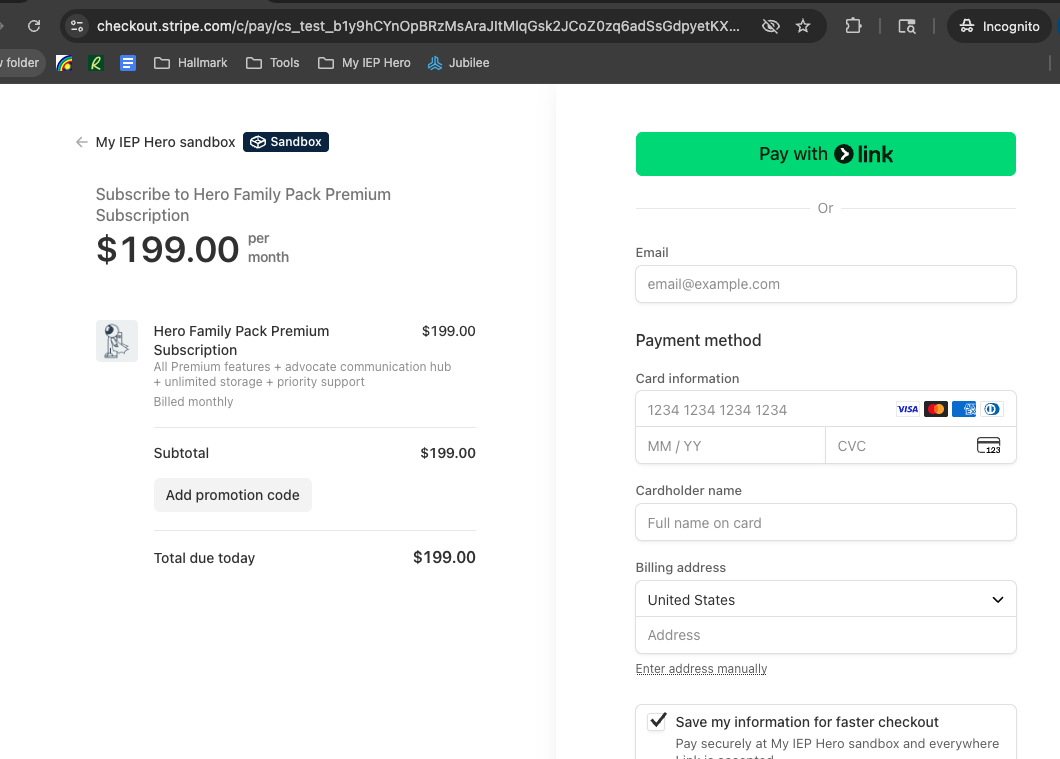 checkout.stripe.com/c/pay/cs_test_b1y9hCYnOpBRzMsAraJItMlqGsk2JCoZ0zq6adSsGdpyetKX...
Incognito
folder
Hallmark
Tools
My IEP Hero
Jubilee
My IEP Hero sandbox
Sandbox
Subscribe to Hero Family Pack Premium
Subscription
$199.00
per
month
Hero Family Pack Premium
$199.00
Subscription
All Premium features + advocate communication hub
+ unlimited storage + priority support
Billed monthly
Subtotal
$199.00
Add promotion code
Total due today
$199.00
Pay with link
Or
Email
email@example.com
Payment method
Card information
1234 1234 1234 1234
VISA
MM / YY
CVC
123
Cardholder name
Full name on card
Billing address
United States
Address
Enter address manually
Save my information for faster checkout
Pay securely at My IEP Hero sandbox and everywhere
Link is accepted.